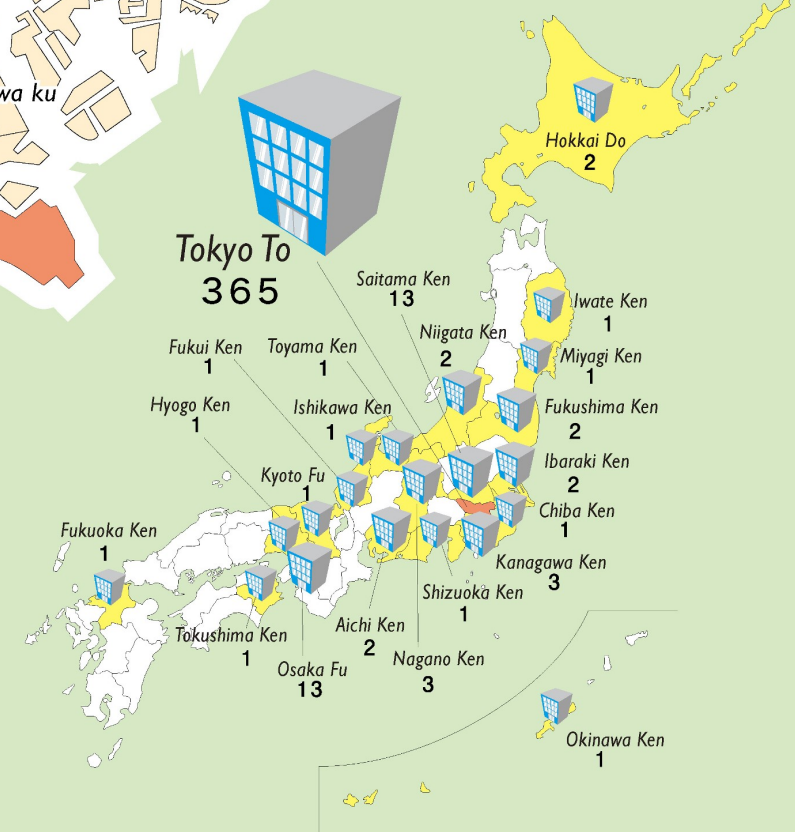 wa ku
Hokkai Do
2
Tokyo To
365
Saitama Ken
13
Iwate Ken
1
Niigata Ken
2
Fukui Ken
1
Toyama Ken
1
Miyagi Ken
1
Hyogo Ken
1
Ishikawa Ken
1
Fukushima Ken
2
Kyoto Fu
1
Ibaraki Ken
2
Chiba Ken
1
Fukuoka Ken
1
Kanagawa Ken
3
Shizuoka Ken
1
Tokushima Ken
1
Aichi Ken
2
Osaka Fu
13
Nagano Ken
3
Okinawa Ken
1